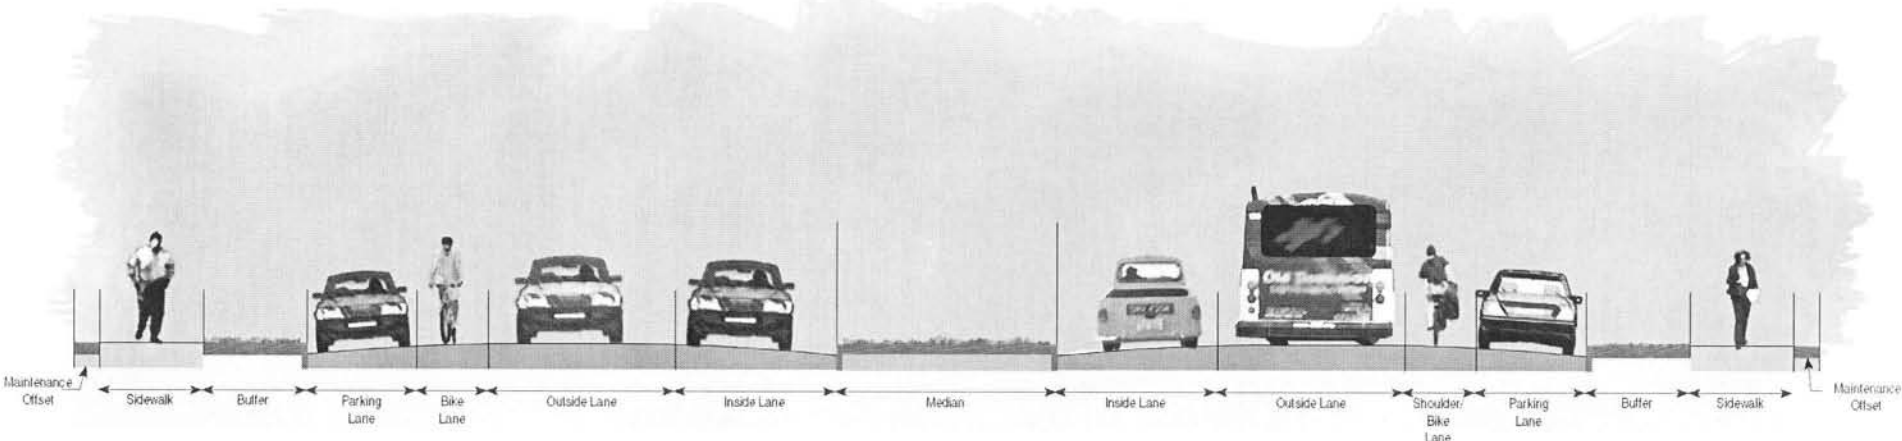 Old
Maintenance
Offset
Sidewalk
Buffer
Parking
Lane
Bike
Lane
Outside Lane
Inside Lane
Median
Inside Lane
Outside Lane
Shoulder/
Bike
Lane
Parking
Lane
Buffer
Sidewalk
Maintenance
Offset